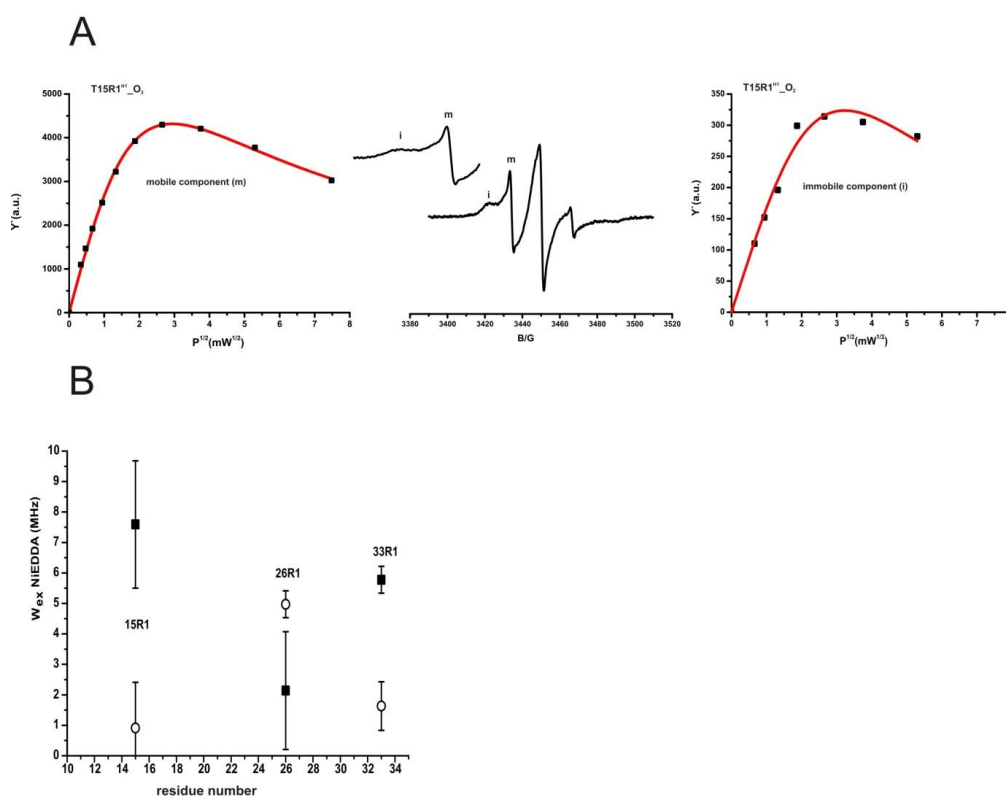 A
T15R1ᴴ¹_O₂
5000
4000
3000
2000
1000
0
Y'(a.u.)
mobile component (m)
0 1 2 3 4 5 6 7 8
P^1/2(mW^1/2)
m
i
m
i
3380 3400 3420 3440 3460 3480 3500 3520
B/G
T15R1ᴴ¹_O₂
350
300
250
200
150
100
50
0
Y'(a.u.)
immobile component (i)
0 1 2 3 4 5 6 7
P^1/2(mW^1/2)
B
10
9
8
7
6
5
4
3
2
1
0
W_ex NiEDDA (MHz)
15R1
26R1
33R1
10 12 14 16 18 20 22 24 26 28 30 32 34
residue number